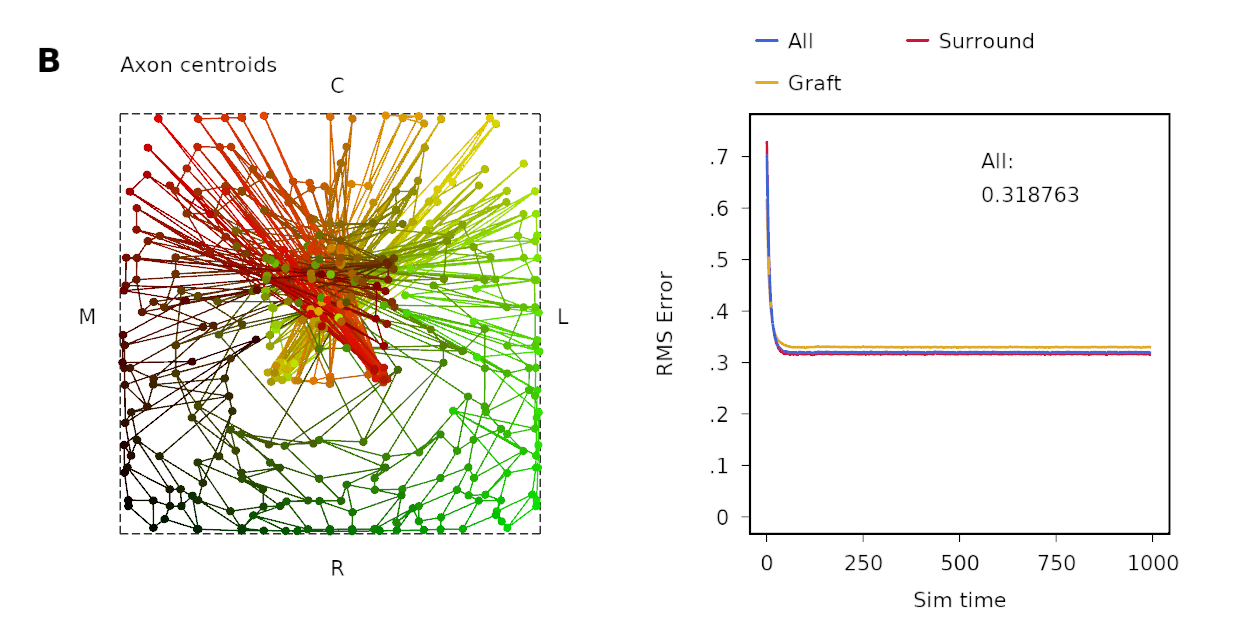 B
Axon centroids
C
M
L
R
All
Surround
Graft
All:
0.318763
RMS Error
.7
.6
.5
.4
.3
.2
.1
0
0 250 500 750 1000
Sim time